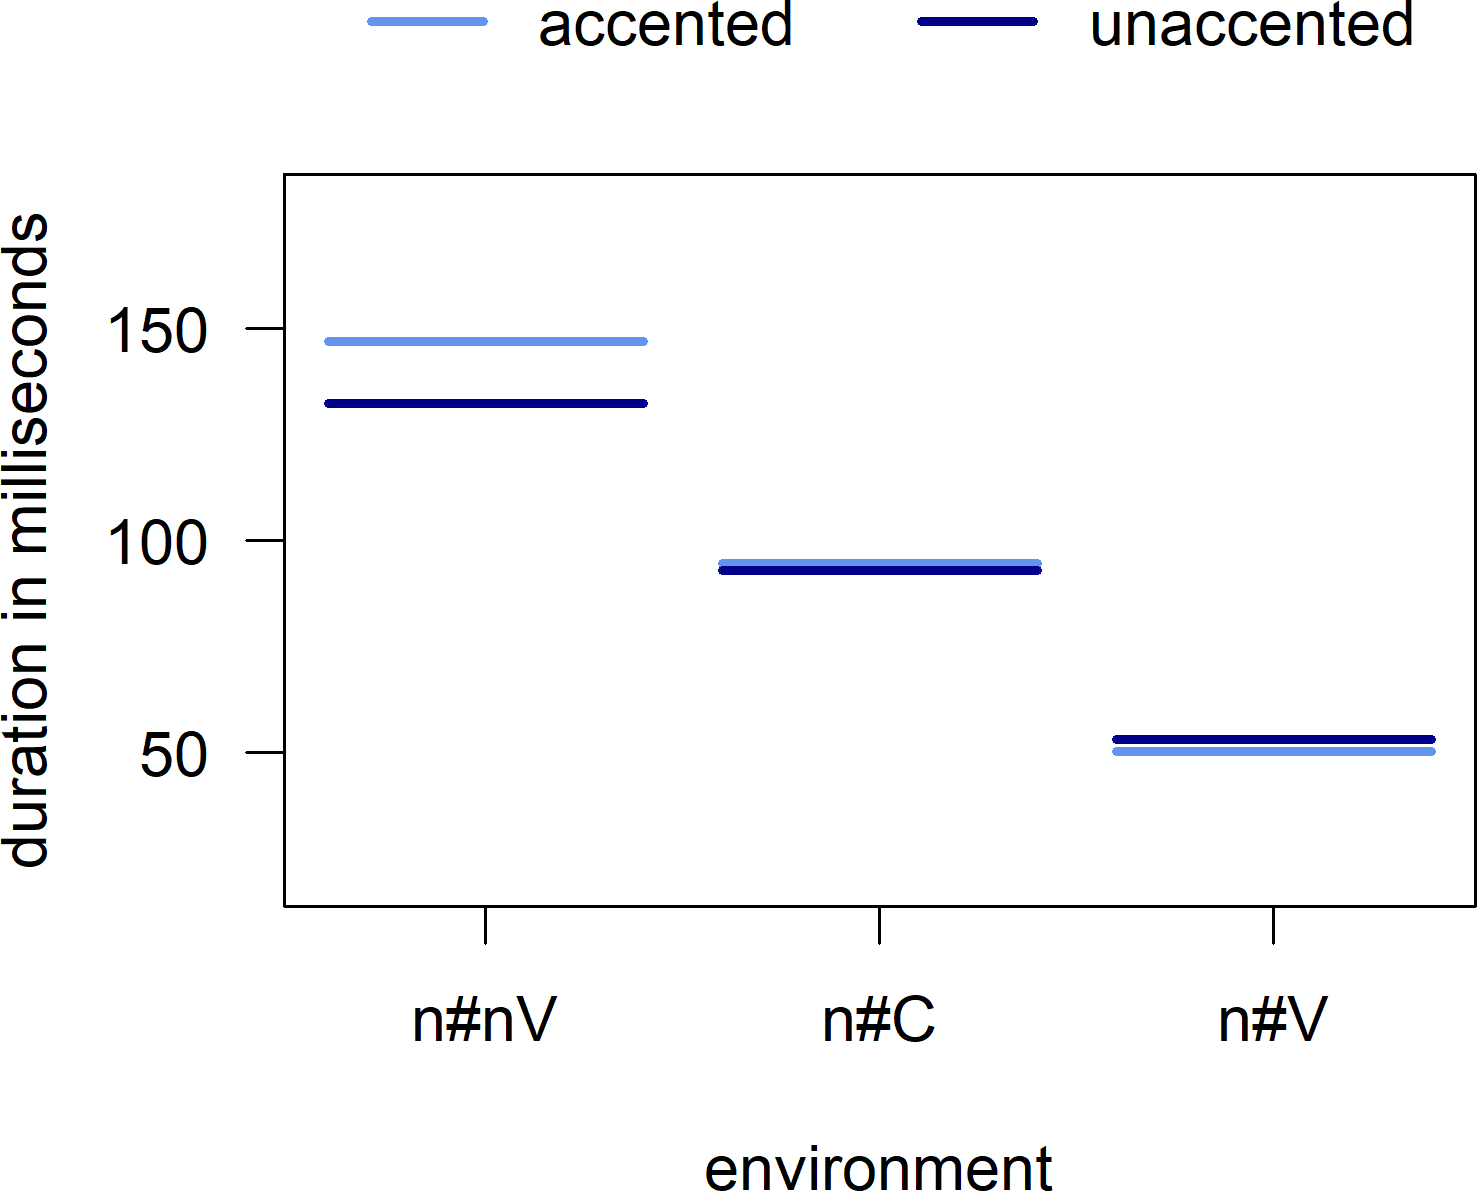 accented unaccented
duration in milliseconds
150
100
50
n#nV n#C n#V
environment